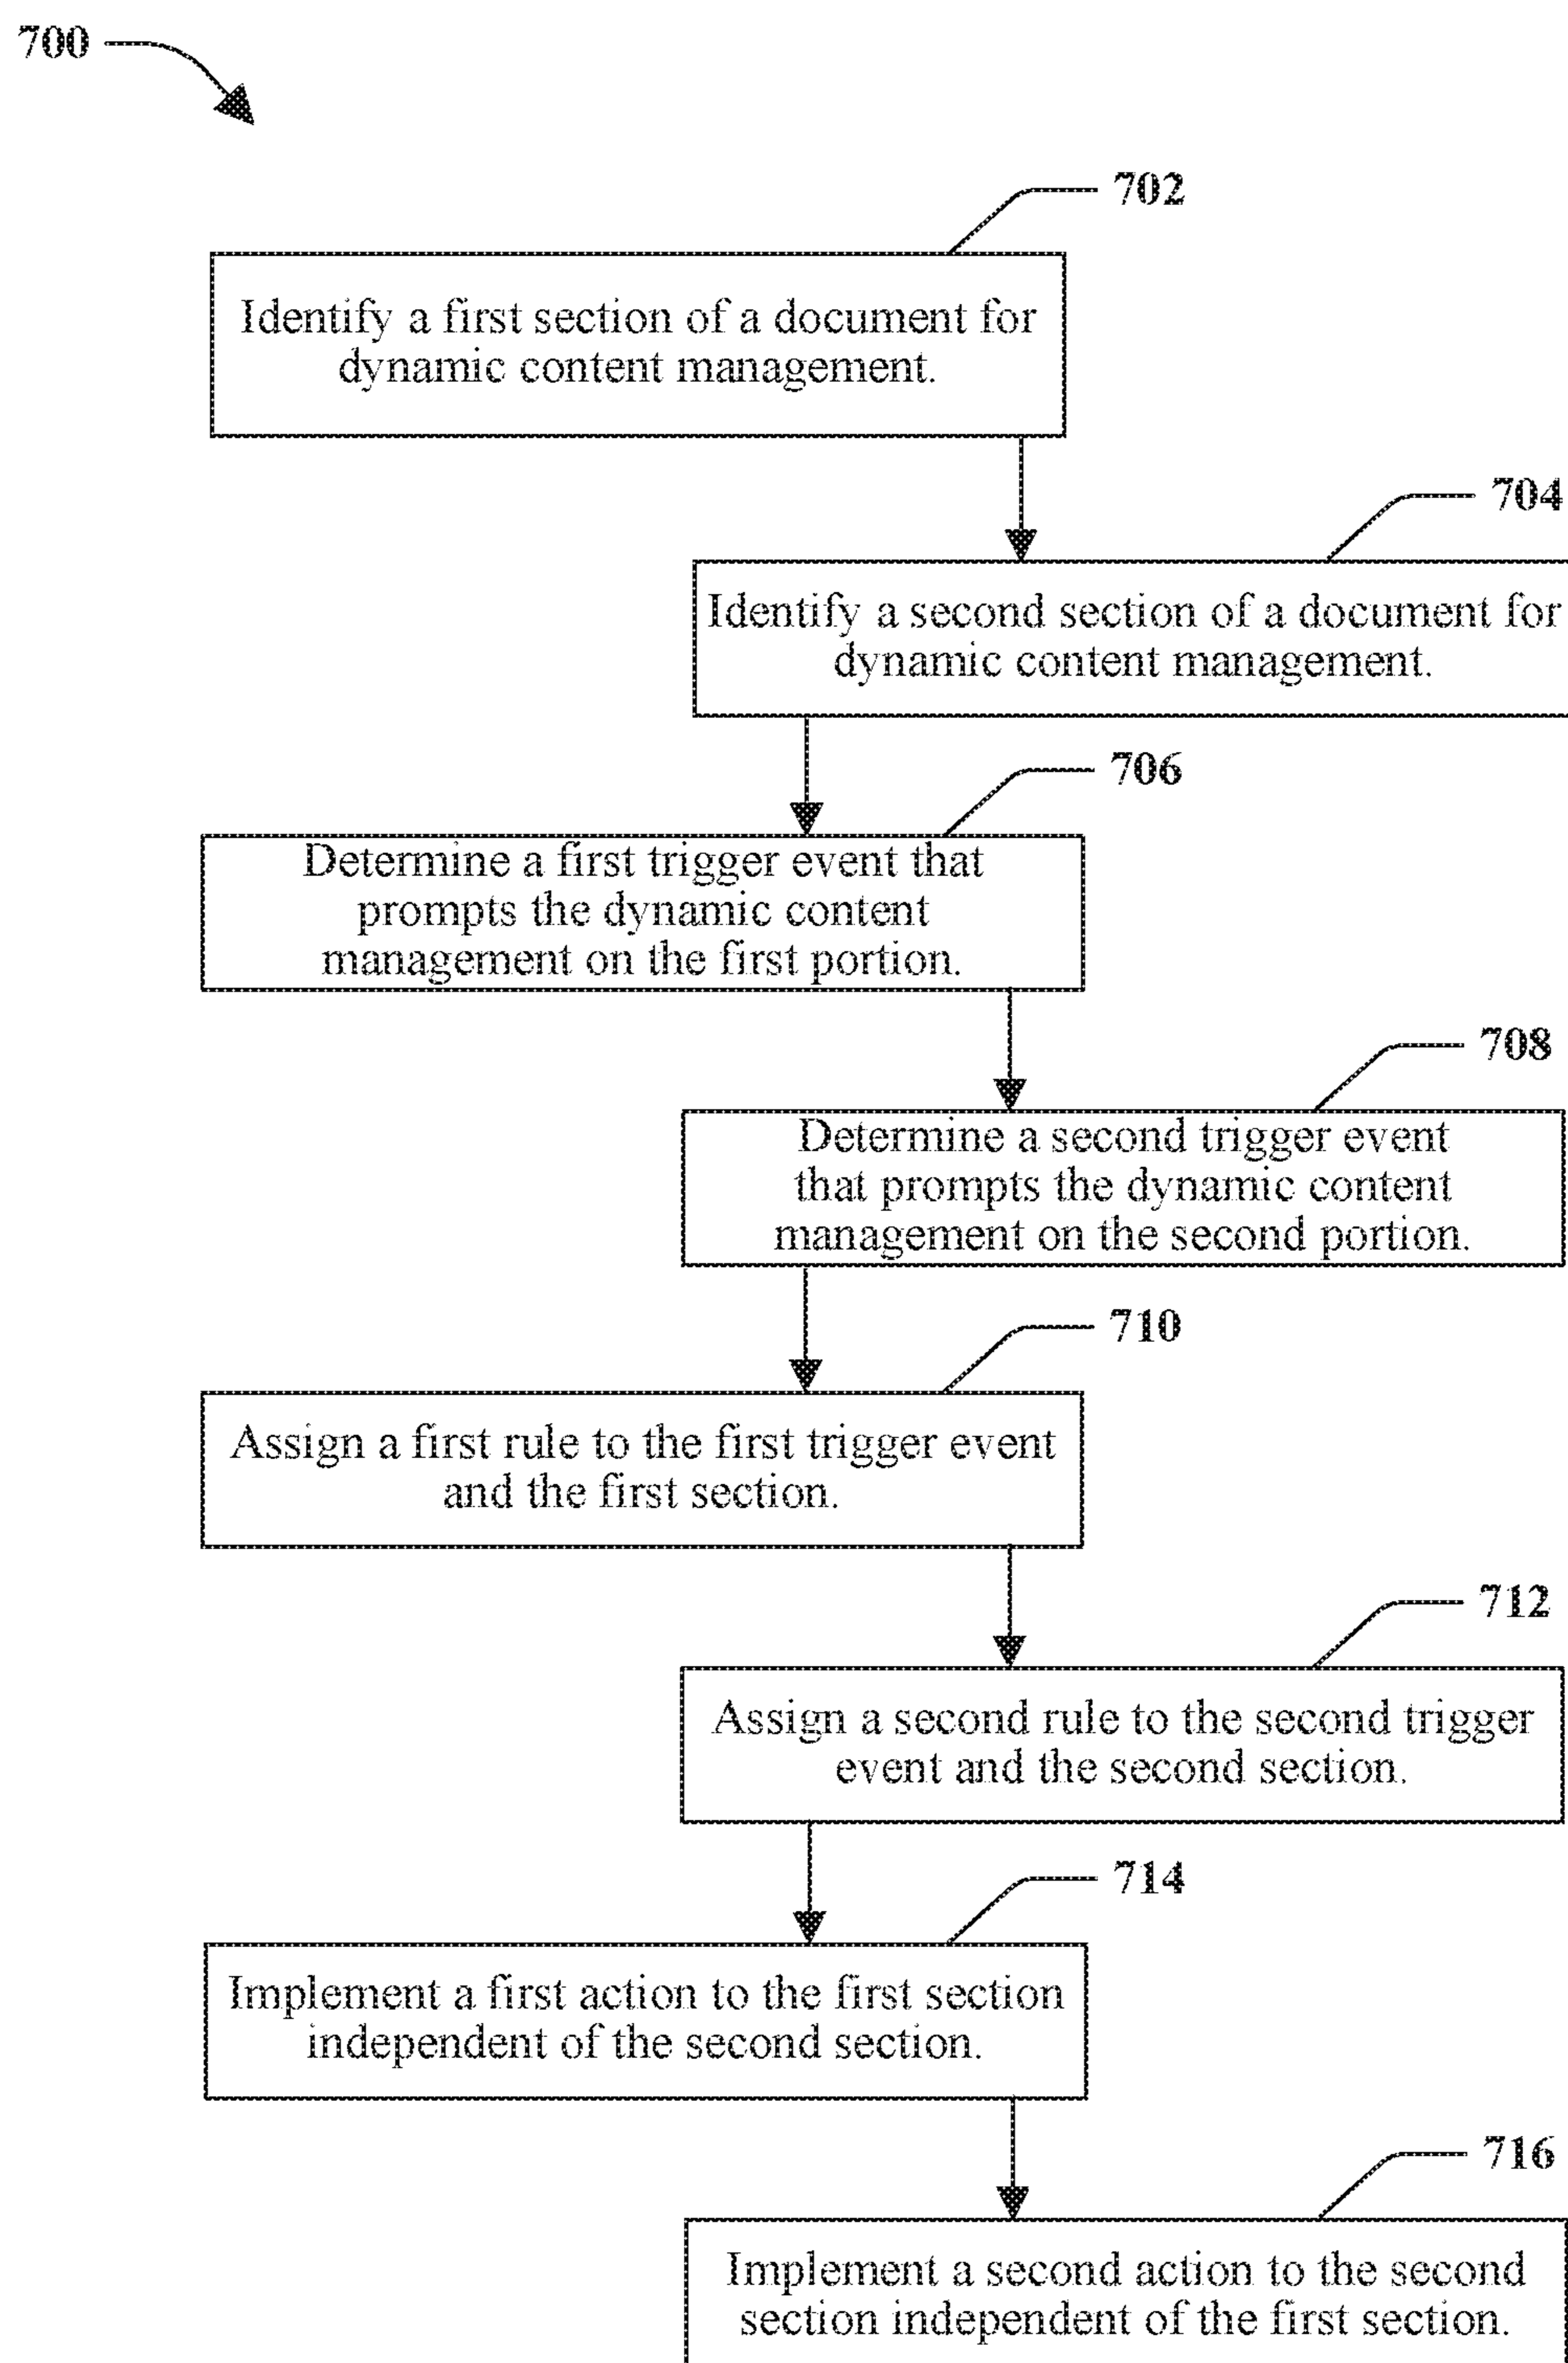 700
702
Identify a first section of a document for
dynamic content management.
704
Identify a second section of a document for
dynamic content management.
706
Determine a first trigger event that
prompts the dynamic content
management on the first portion.
708
Determine a second trigger event
that prompts the dynamic content
management on the second portion.
710
Assign a first rule to the first trigger event
and the first section.
712
Assign a second rule to the second trigger
event and the second section.
714
Implement a first action to the first section
independent of the second section.
716
Implement a second action to the second
section independent of the first section.